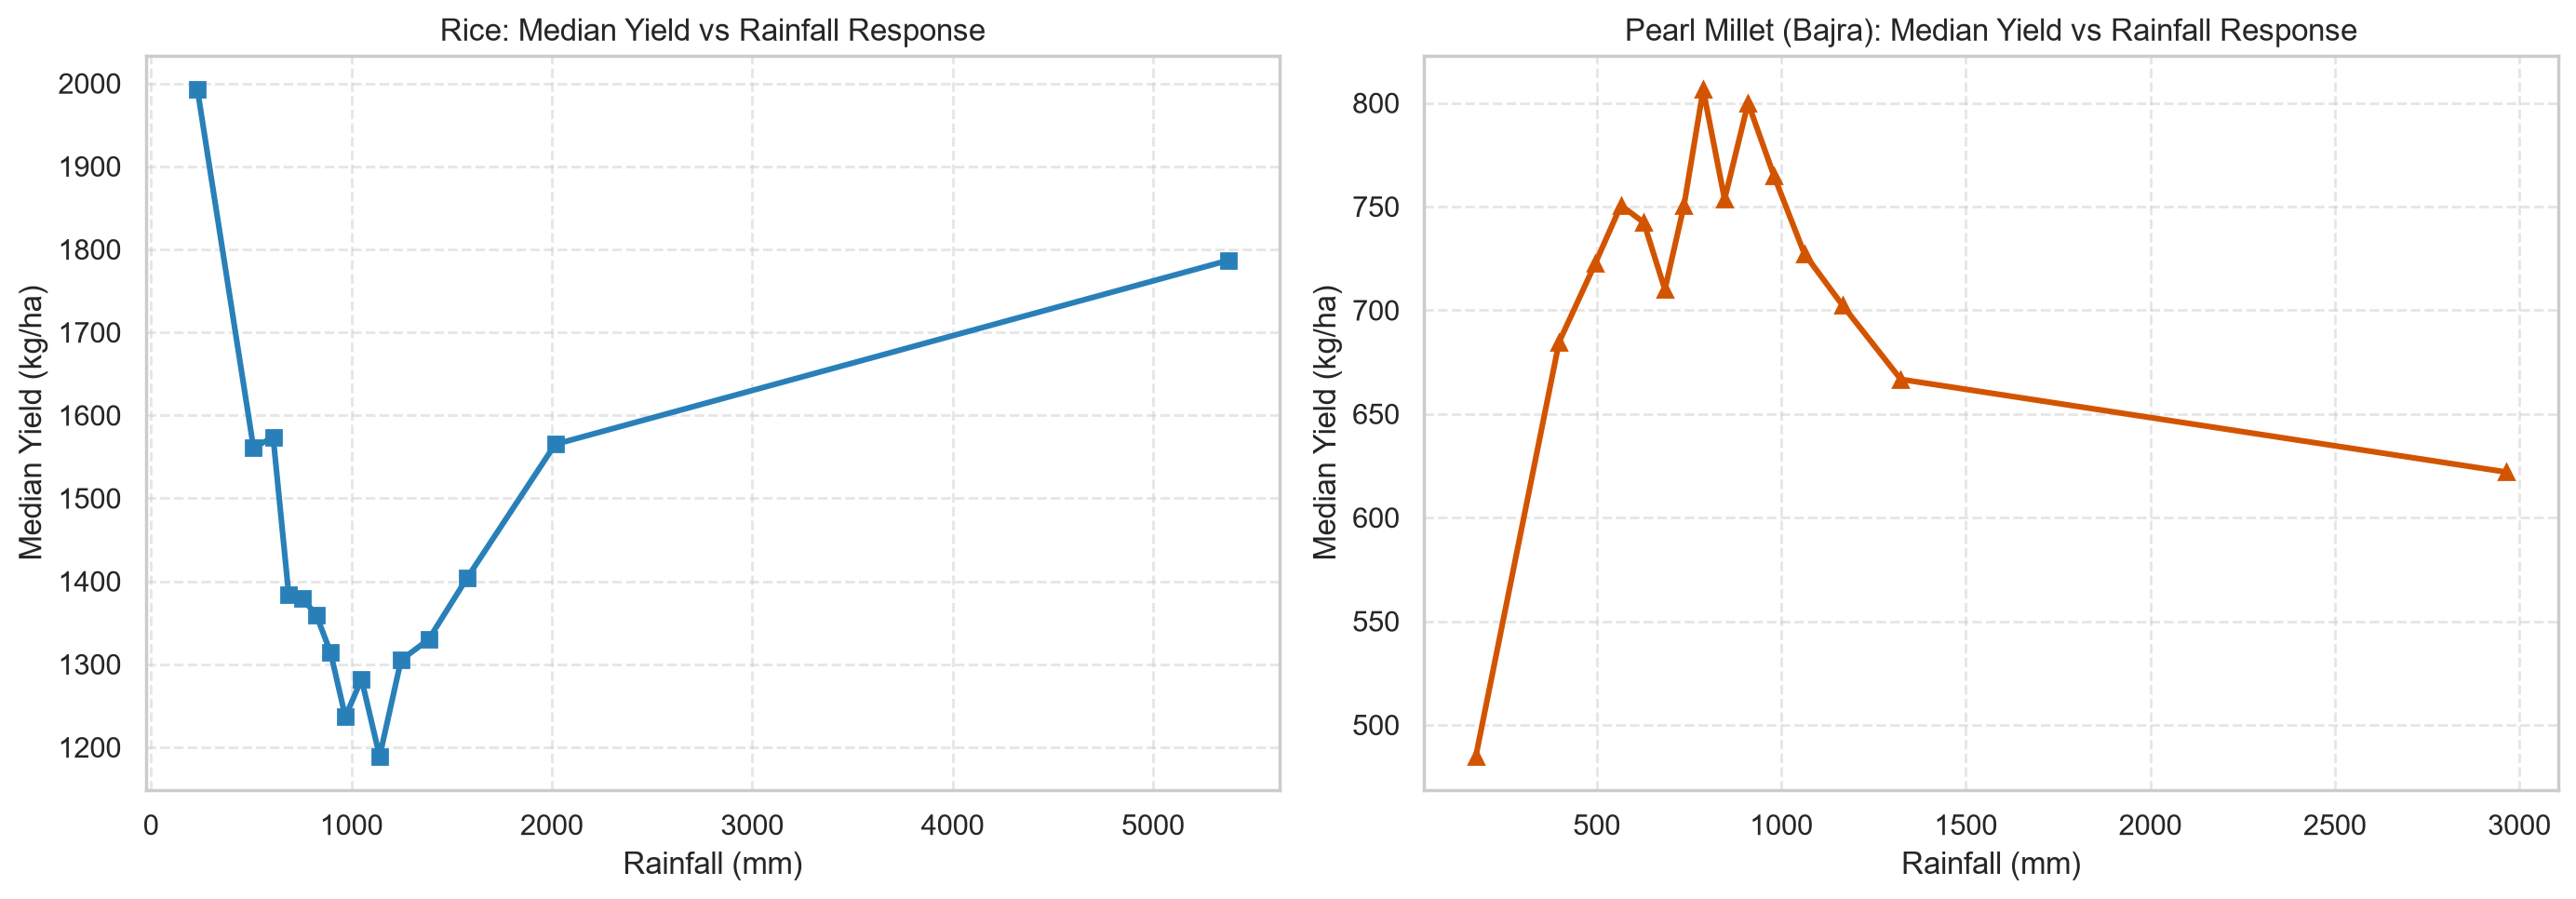 Rice: Median Yield vs Rainfall Response
Median Yield (kg/ha)
2000
1900
1800
1700
1600
1500
1400
1300
1200
0 1000 2000 3000 4000 5000
Rainfall (mm)
Pearl Millet (Bajra): Median Yield vs Rainfall Response
Median Yield (kg/ha)
800
750
700
650
600
550
500
500 1000 1500 2000 2500 3000
Rainfall (mm)